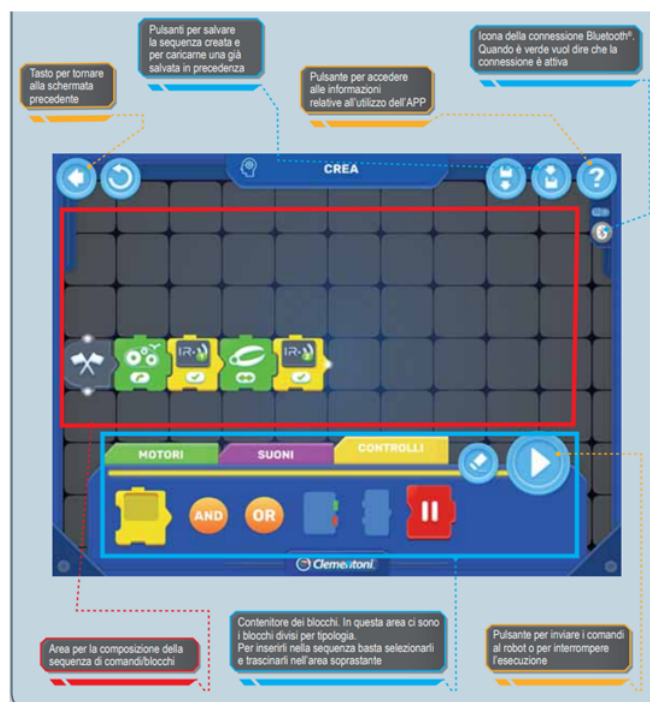 Pulsanti per salvare
la sequenza creata e
per caricarne una già
salvata in precedenza
Icona della connessione Bluetooth®.
Quando è verde vuol dire che la
connessione è attiva
Tasto per tornare
alla schermata
precedente
Pulsante per accedere
alle informazioni
relative all'utilizzo dell'APP
CREA
?
IR
IR
MOTORI
SUONI
CONTROLLI
AND
OR
Clementoni
Area per la composizione della
sequenza di comandi/blocchi
Contenitore dei blocchi. In questa area ci sono
i blocchi divisi per tipologia.
Per inserirli nella sequenza basta selezionarli
e trascinarli nell'area soprastante
Pulsante per inviare i comandi
al robot o per interrompere
l'esecuzione